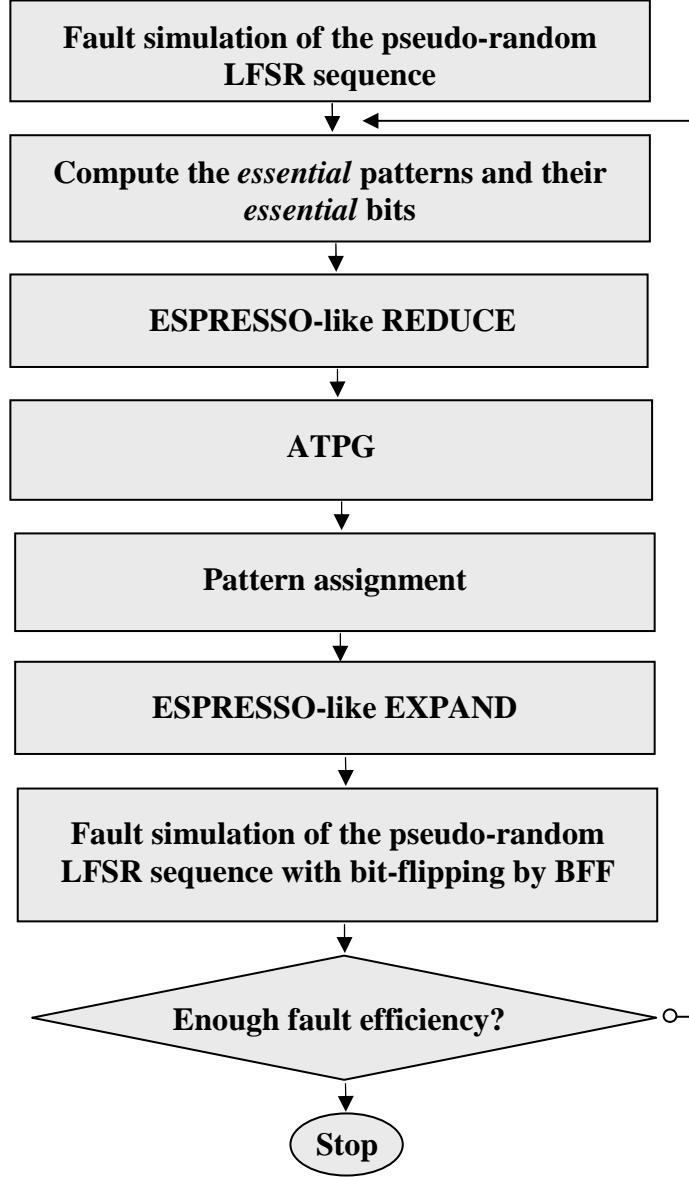 Fault simulation of the pseudo-random
LFSR sequence
Compute the essential patterns and their
essential bits
ESPRESSO-like REDUCE
ATPG
Pattern assignment
ESPRESSO-like EXPAND
Fault simulation of the pseudo-random
LFSR sequence with bit-flipping by BFF
Enough fault efficiency?
Stop